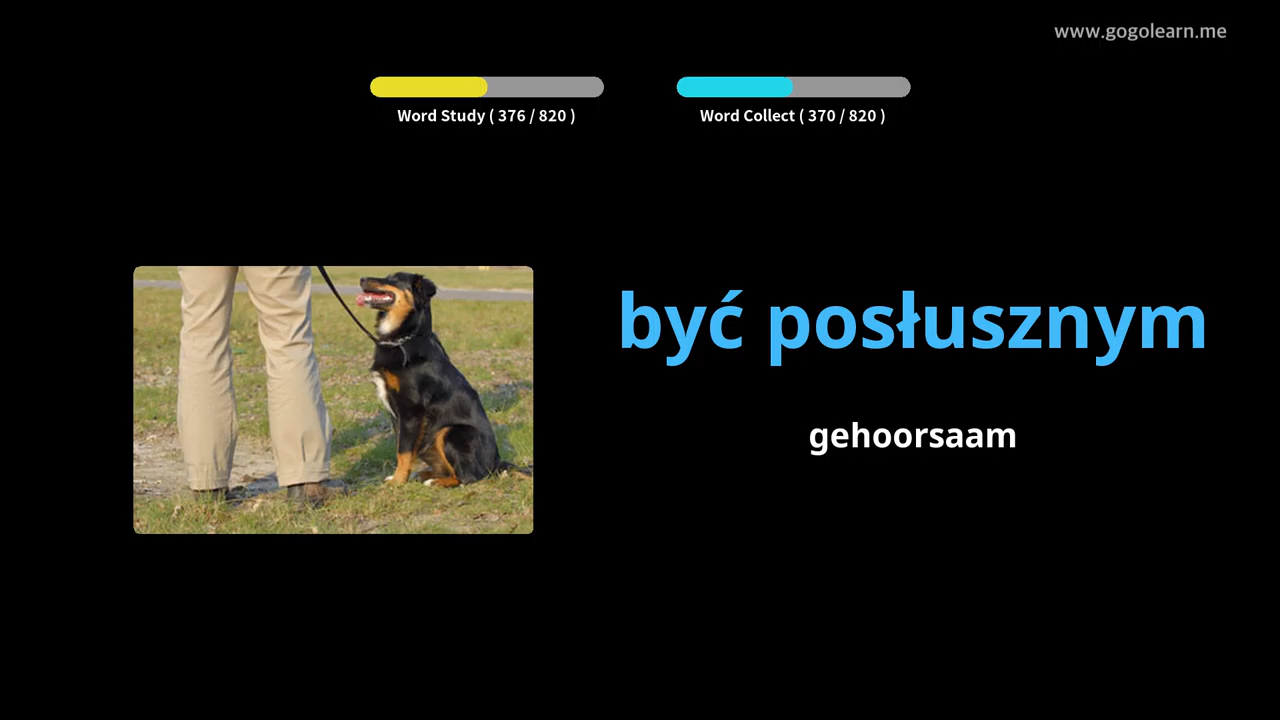 www.gogolearn.me
Word Study ( 376 / 820 )
Word Collect ( 370 / 820 )
być posłusznym
gehoorsaam